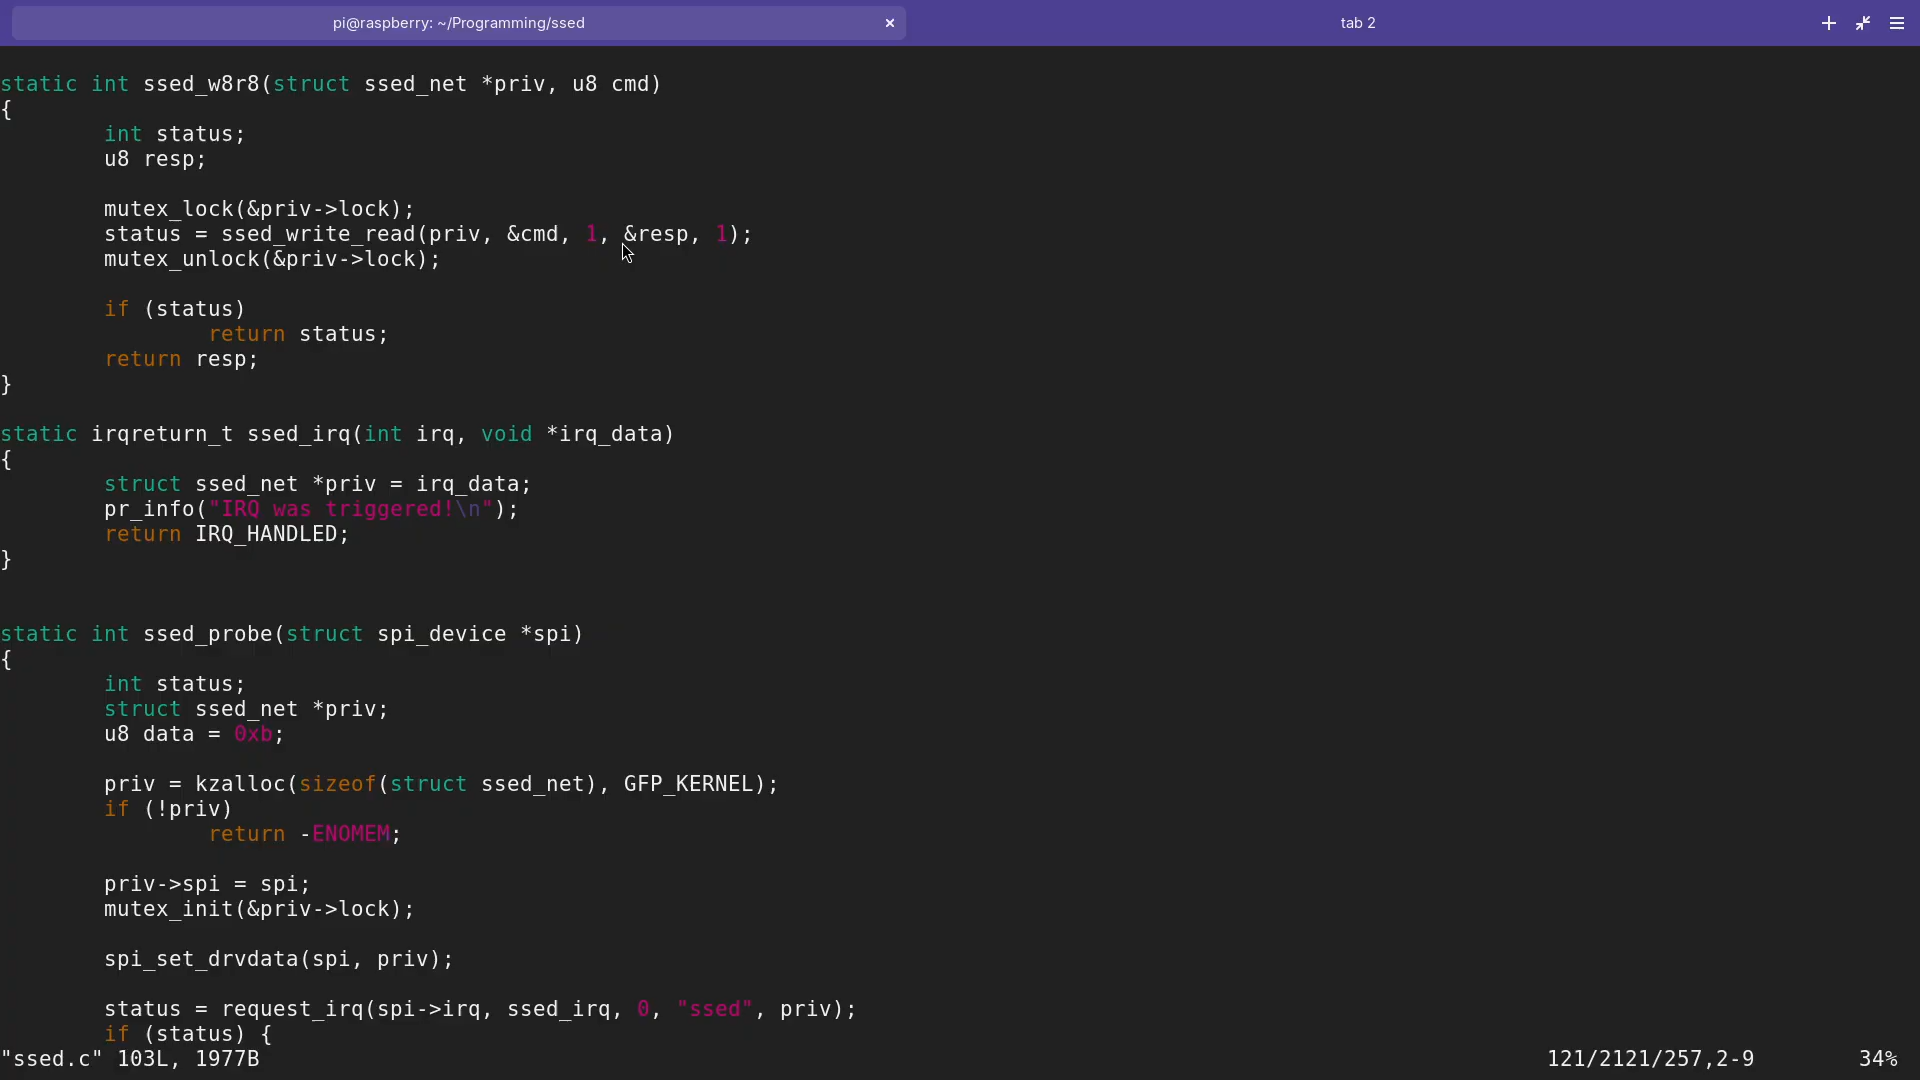 pi@raspberry: ~/Programming/ssed
tab 2
static int ssed_w8r8(struct ssed_net *priv, u8 cmd)
{
        int status;
        u8 resp;

        mutex_lock(&priv->lock);
        status = ssed_write_read(priv, &cmd, 1, &resp, 1);
        mutex_unlock(&priv->lock);

        if (status)
                return status;
        return resp;
}

static irqreturn_t ssed_irq(int irq, void *irq_data)
{
        struct ssed_net *priv = irq_data;
        pr_info("IRQ was triggered!\n");
        return IRQ_HANDLED;
}


static int ssed_probe(struct spi_device *spi)
{
        int status;
        struct ssed_net *priv;
        u8 data = 0xb;

        priv = kzalloc(sizeof(struct ssed_net), GFP_KERNEL);
        if (!priv)
                return -ENOMEM;

        priv->spi = spi;
        mutex_init(&priv->lock);

        spi_set_drvdata(spi, priv);

        status = request_irq(spi->irq, ssed_irq, 0, "ssed", priv);
        if (status) {
"ssed.c" 103L, 1977B 121/2121/257,2-9 34%